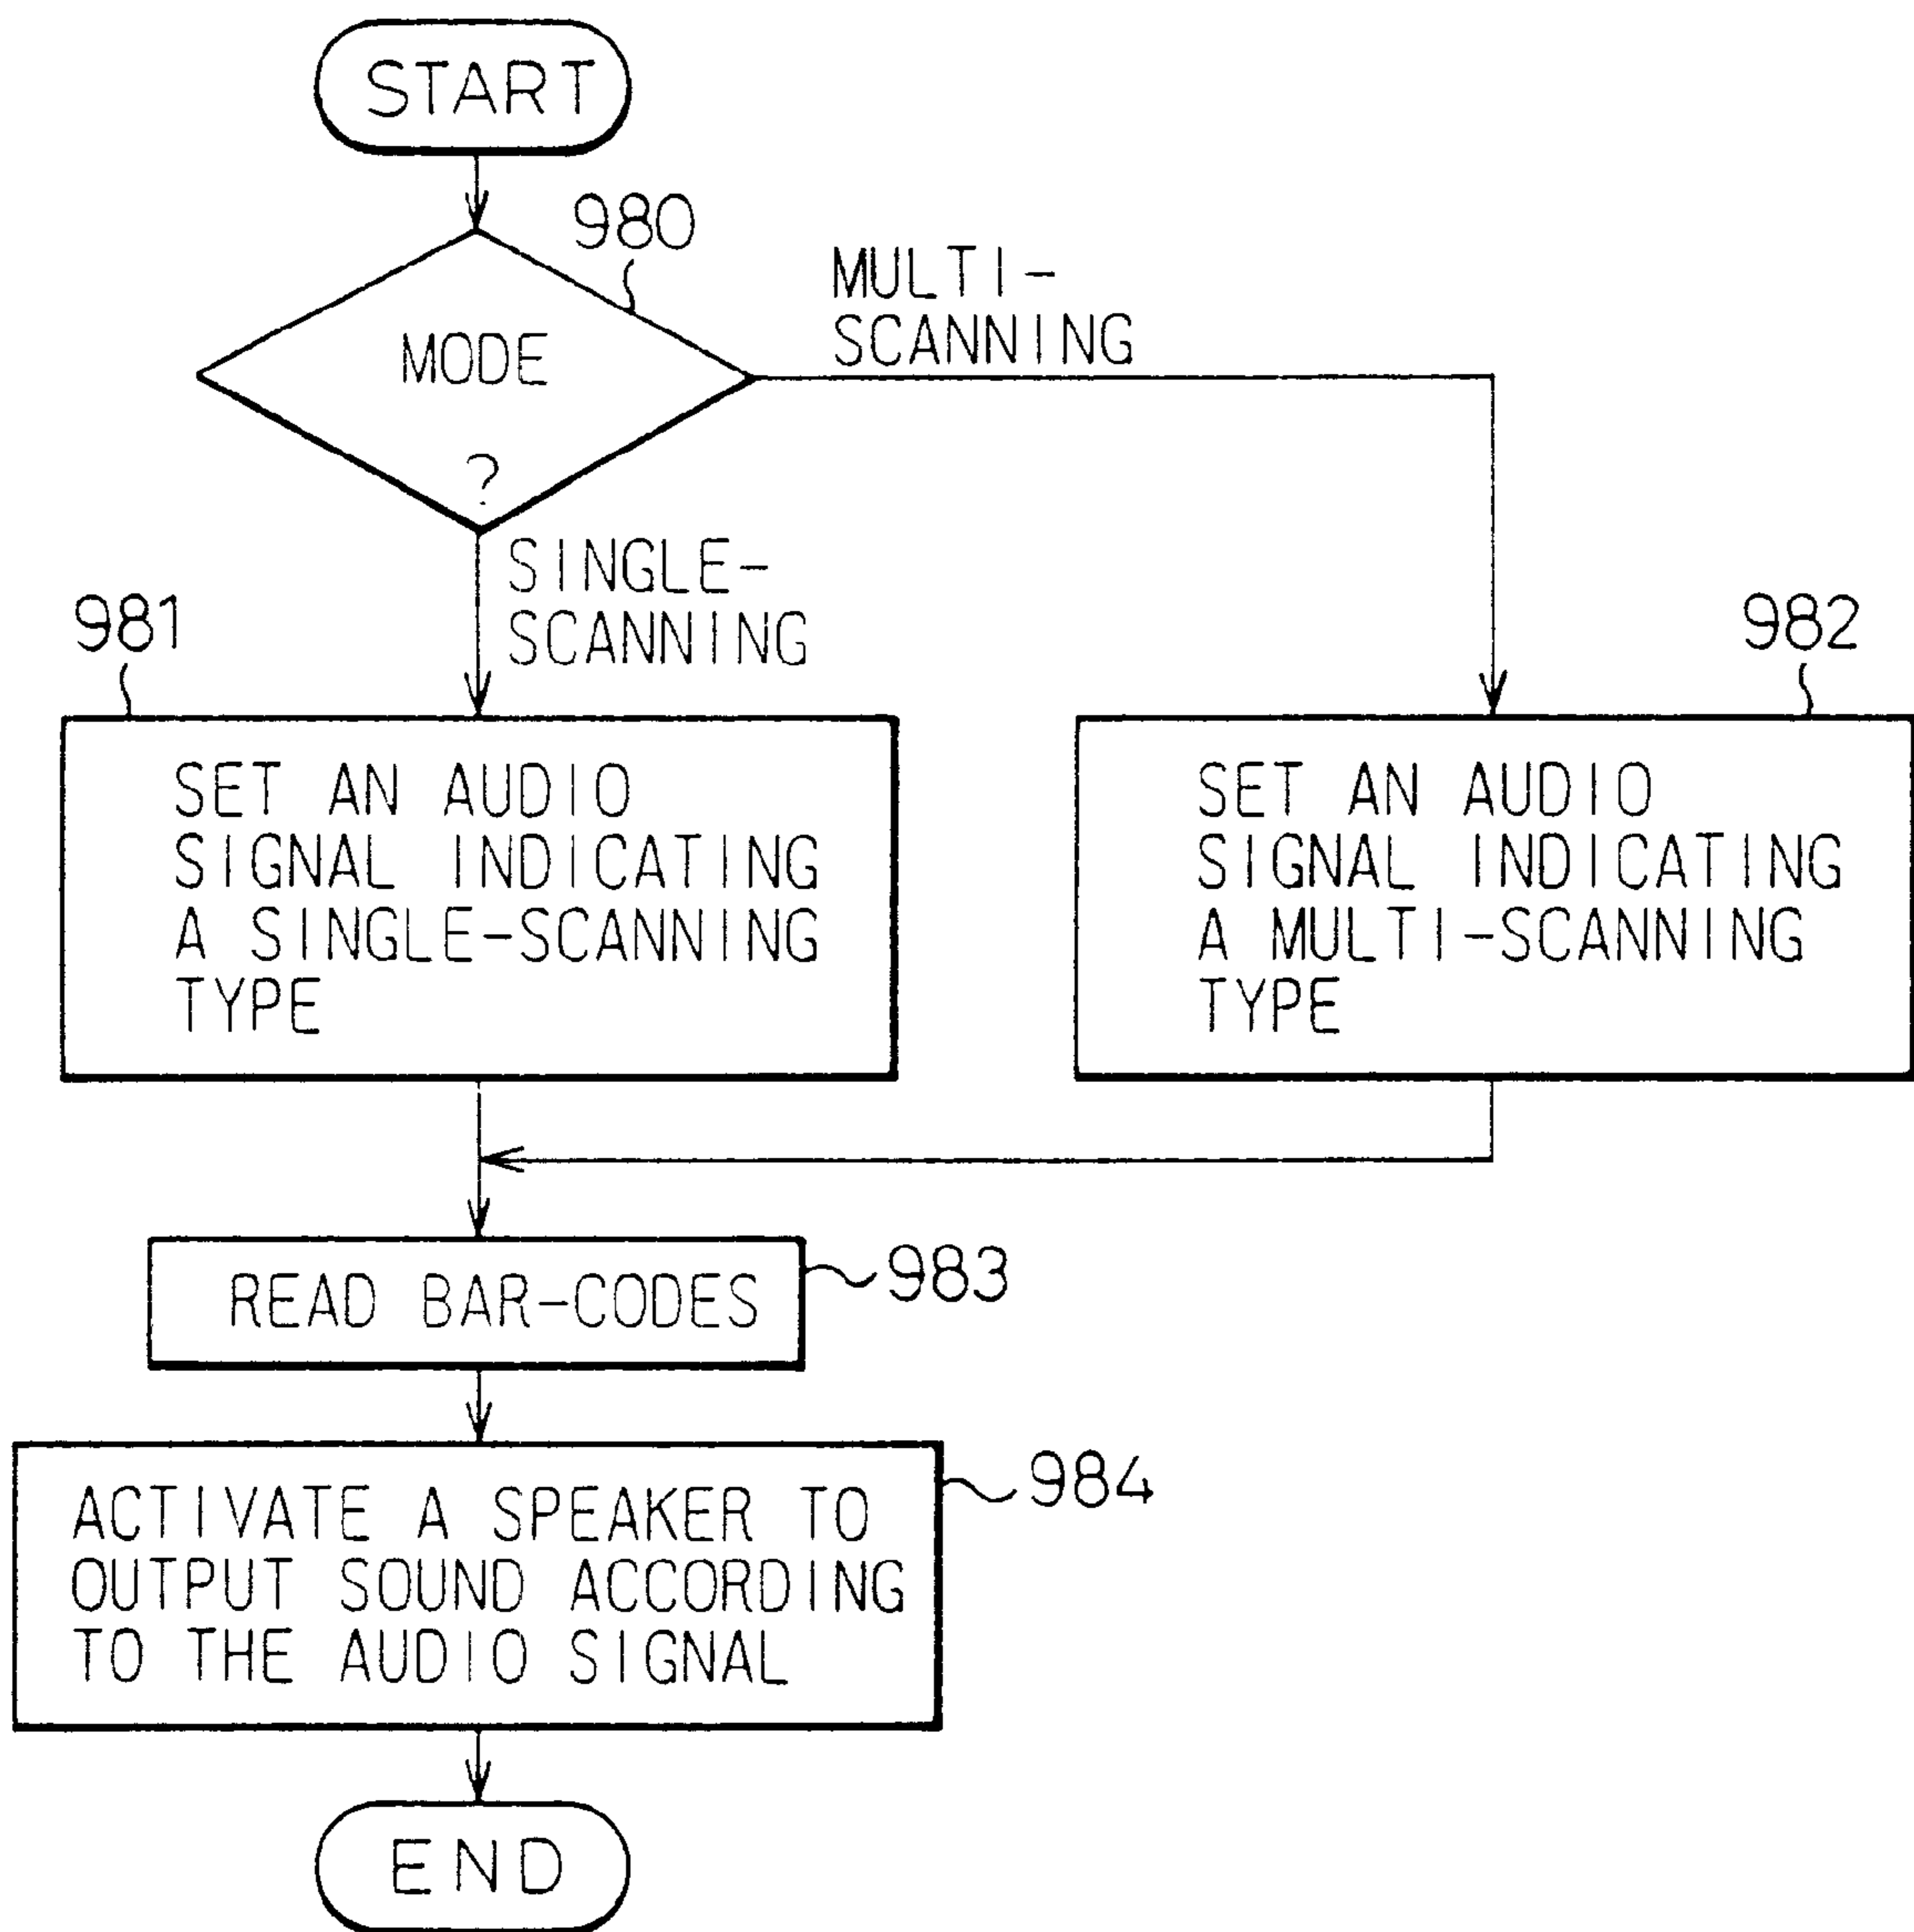 START
980
MULTI-
SCANNING
MODE
?
SINGLE-
SCANNING
981
982
SET AN AUDIO
SIGNAL INDICATING
A SINGLE-SCANNING
TYPE
SET AN AUDIO
SIGNAL INDICATING
A MULTI-SCANNING
TYPE
READ BAR-CODES
983
ACTIVATE A SPEAKER TO
OUTPUT SOUND ACCORDING
TO THE AUDIO SIGNAL
984
END